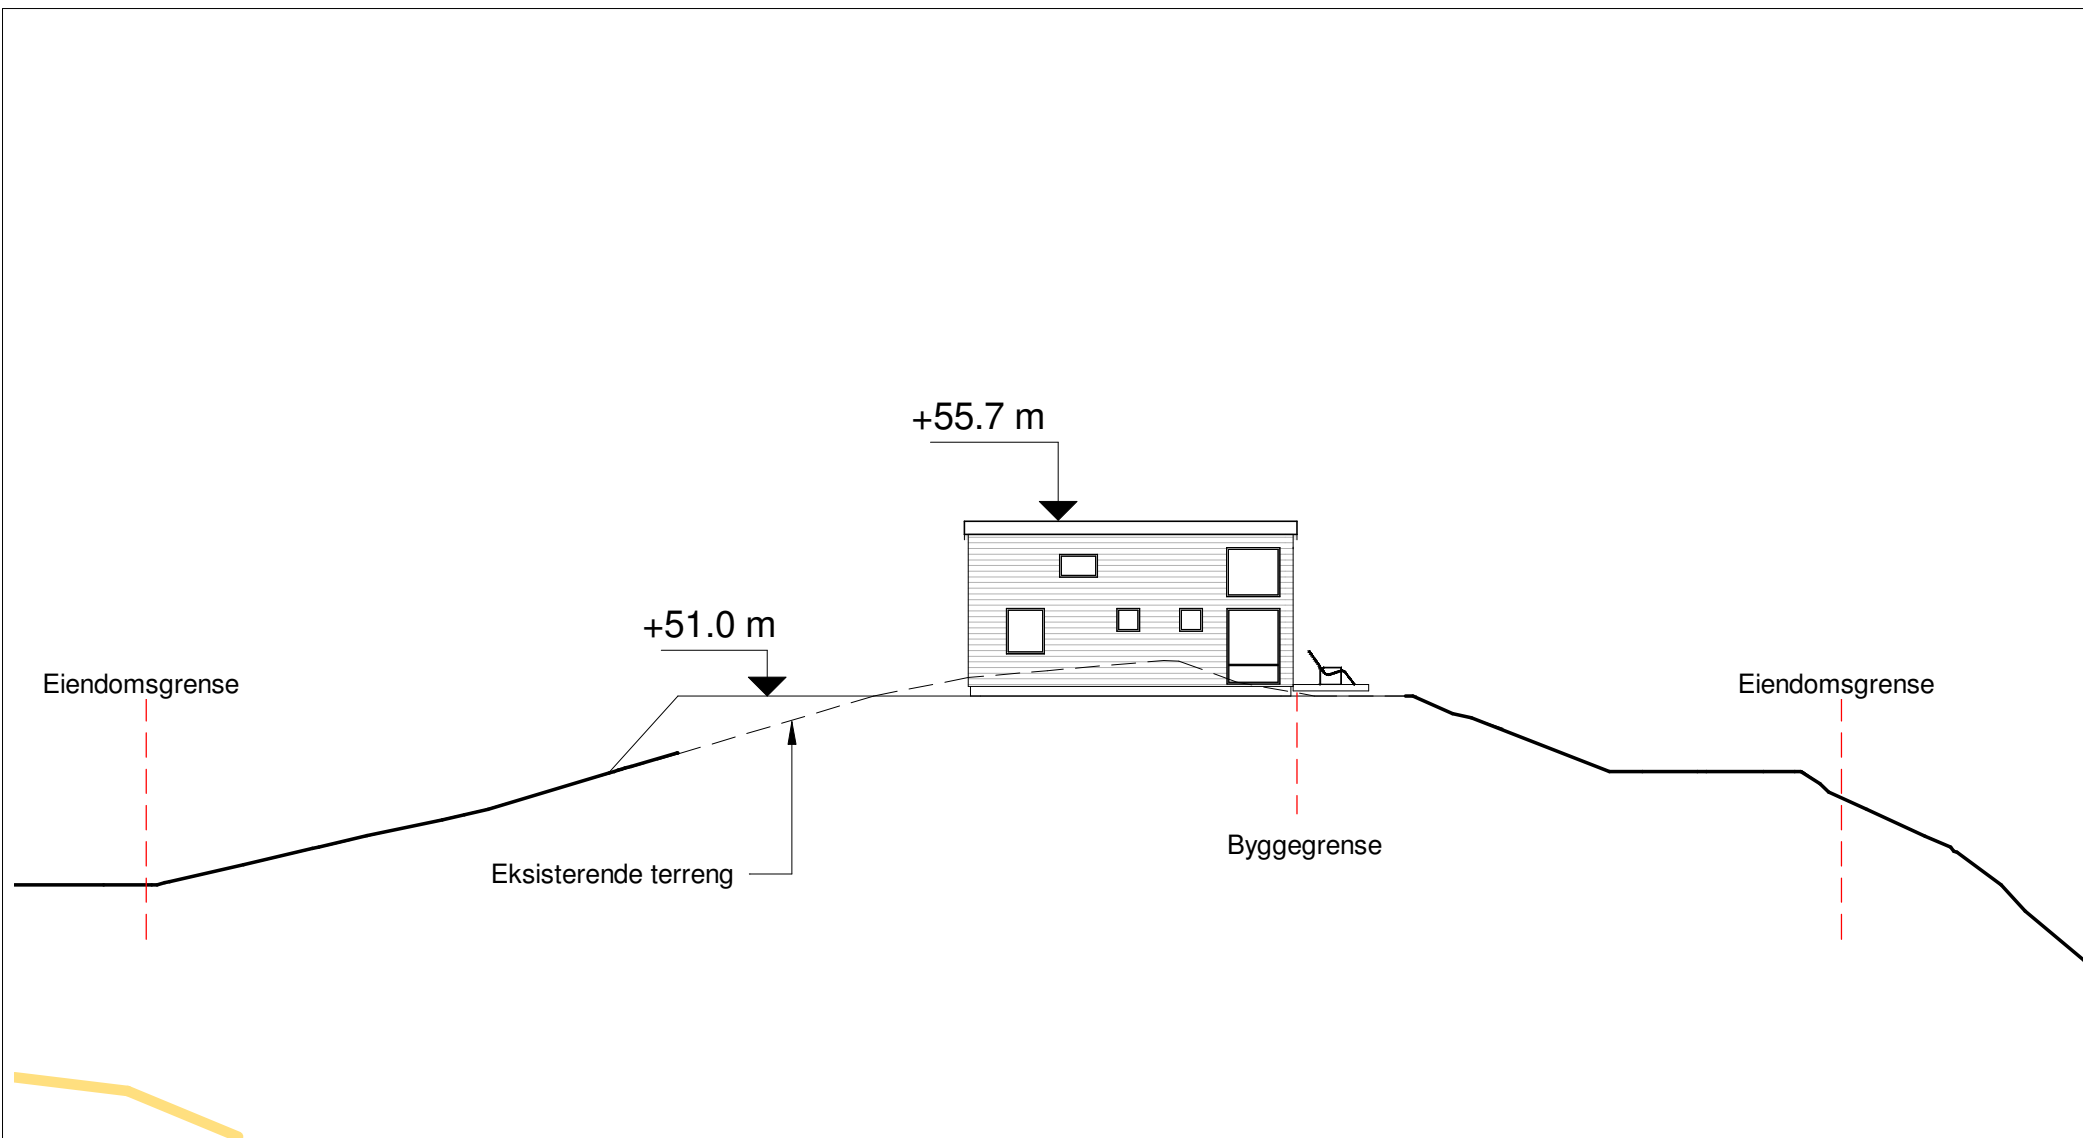 +55.7 m
+51.0 m
Eiendomsgrense
Eiendomsgrense
Byggegrense
Eksisterende terreng